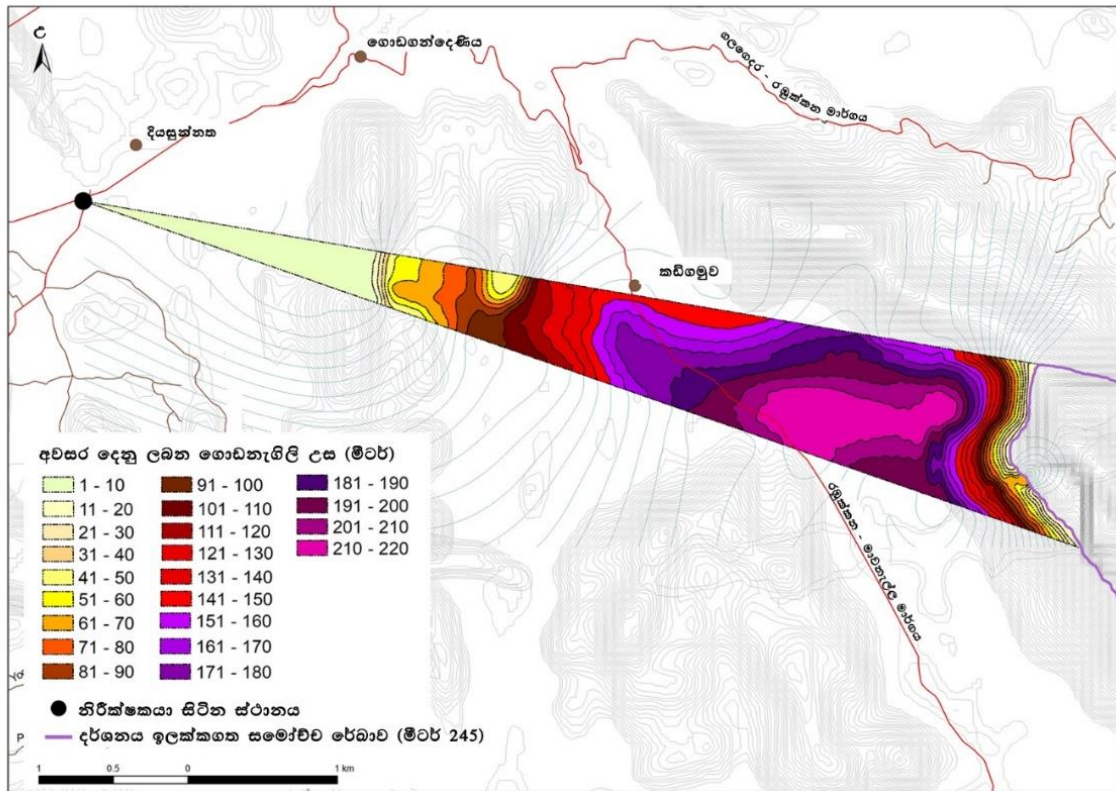 උ
ගොඩගන්දෙණිය
ගලගෙදර - රඹුක්කන මාර්ගය
දියසුන්නත
කඩිගමුව
රඹුක්කන - මාවනැල්ල මාර්ගය
අවසර දෙනු ලබන ගොඩනැගිලි උස (මීටර්)
1 - 10
11 - 20
21 - 30
31 - 40
41 - 50
51 - 60
61 - 70
71 - 80
81 - 90
91 - 100
101 - 110
111 - 120
121 - 130
131 - 140
141 - 150
151 - 160
161 - 170
171 - 180
181 - 190
191 - 200
201 - 210
210 - 220
නිරීක්ෂකයා සිටින ස්ථානය
දර්ශනය ඉලක්කගත සමෝච්ච රේඛාව (මීටර් 245)
1 0.5 0 1 km